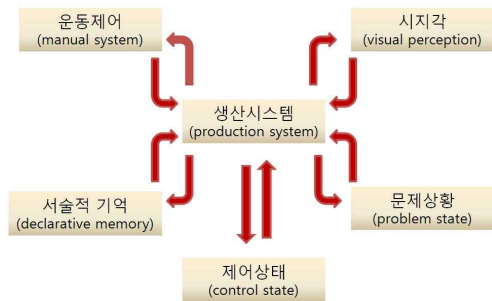 운동제어
(manual system)
시지각
(visual perception)
생산시스템
(production system)
서술적 기억
(declarative memory)
문제상황
(problem state)
제어상태
(control state)